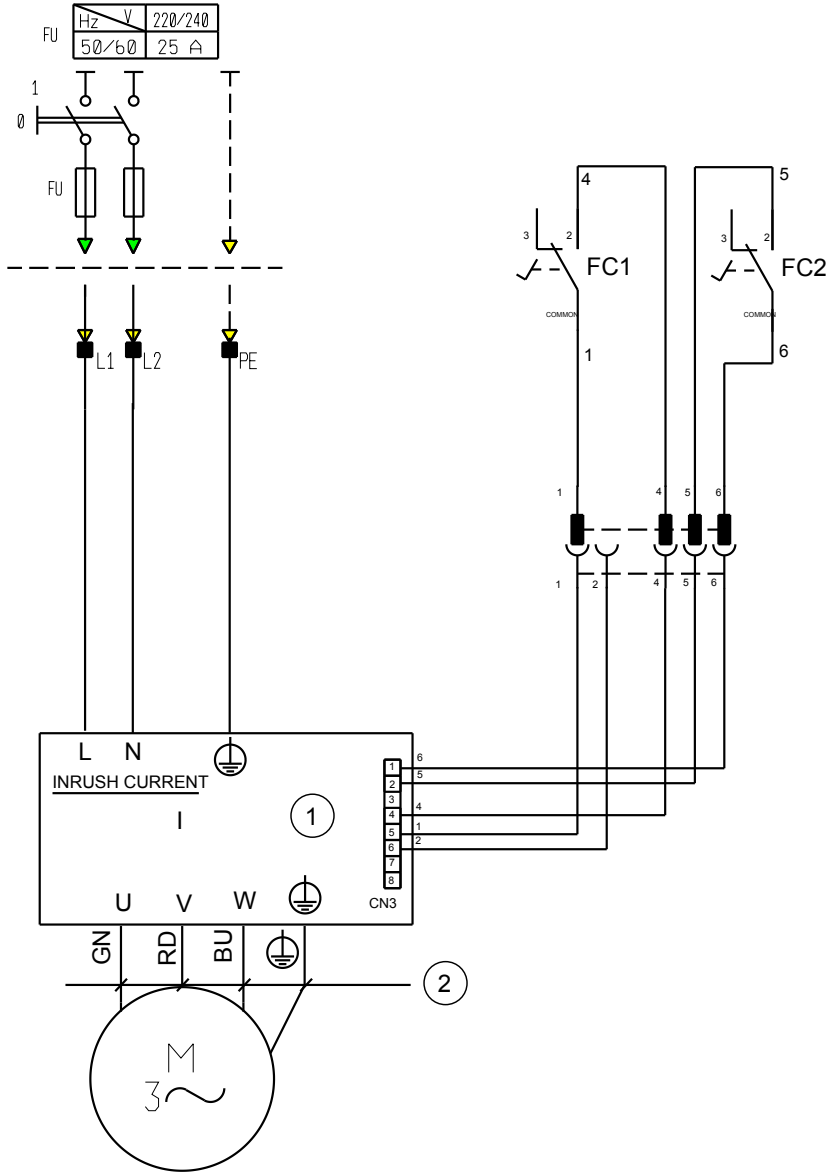 FU
Hz V 220/240
50/60 25 A
1
0
FU
L1 L2 PE
4
5
3 2 FC1
3 2 FC2
COMMON
COMMON
1
6
1 4 5 6
1 2 4 5 6
L N
INRUSH CURRENT
I
1
1 6
2 5
3
4 4
5 1
6 2
7
8
CN3
U V W
GN RD BU
2
M
3